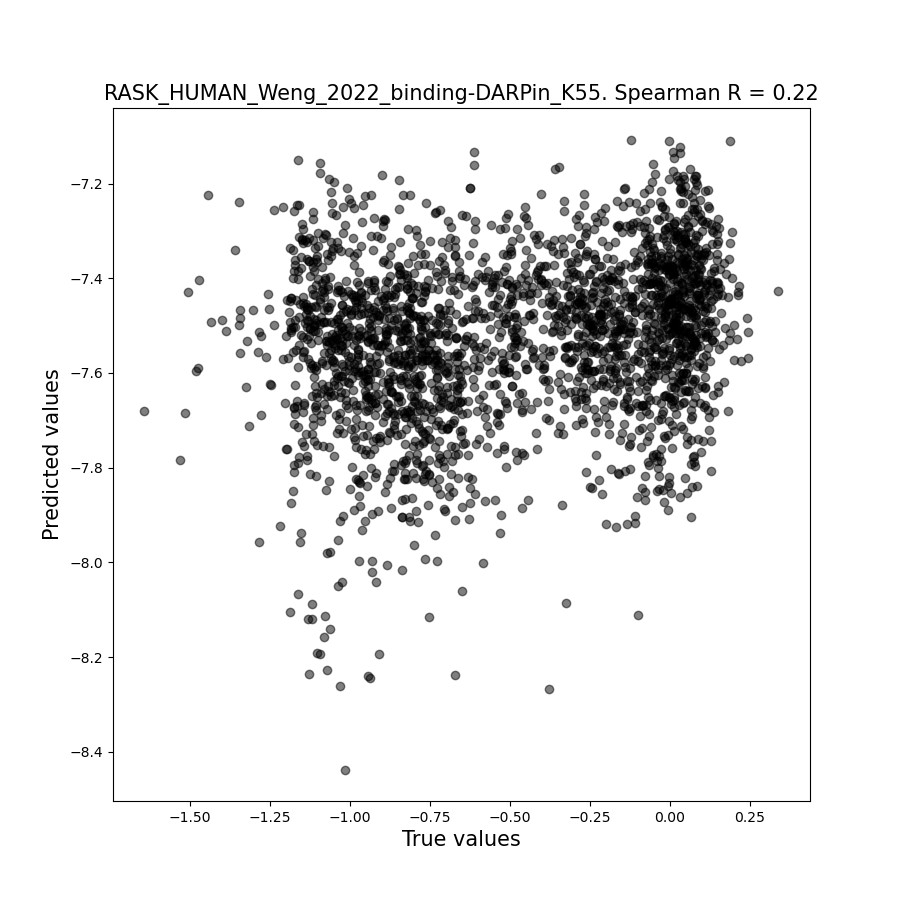 RASK_HUMAN_Weng_2022_binding-DARPin_K55. Spearman R = 0.22
−7.2
−7.4
−7.6
−7.8
−8.0
−8.2
−8.4
Predicted values
−1.50 −1.25 −1.00 −0.75 −0.50 −0.25 0.00 0.25
True values